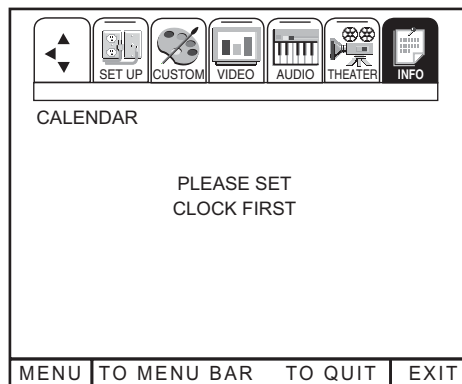 SET UP CUSTOM VIDEO AUDIO THEATER INFO
CALENDAR
PLEASE SET
CLOCK FIRST
MENU TO MENU BAR TO QUIT EXIT